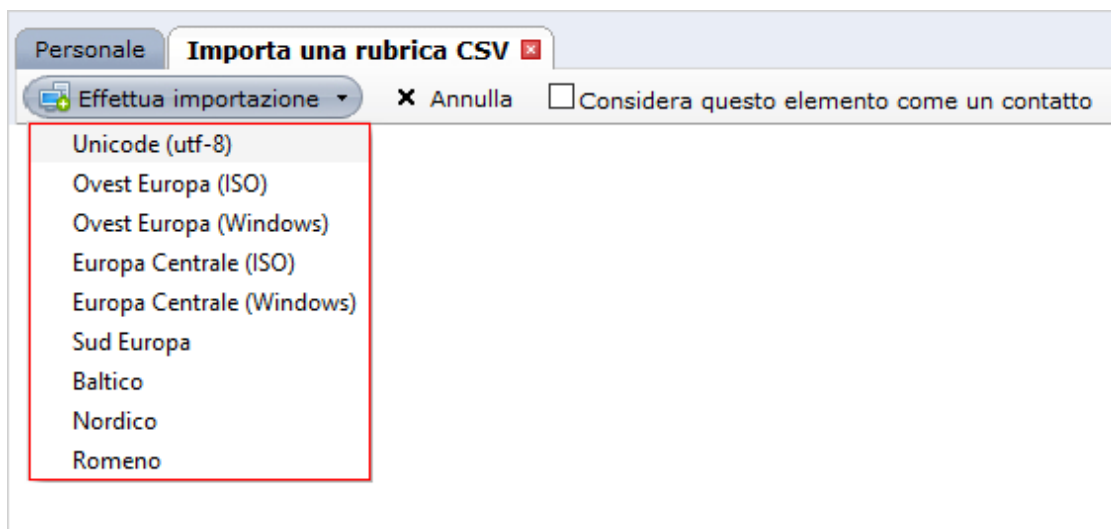 Personale Importa una rubrica CSV
Effettua importazione Annulla Considera questo elemento come un contatto
Unicode (utf-8)
Ovest Europa (ISO)
Ovest Europa (Windows)
Europa Centrale (ISO)
Europa Centrale (Windows)
Sud Europa
Baltico
Nordico
Romeno